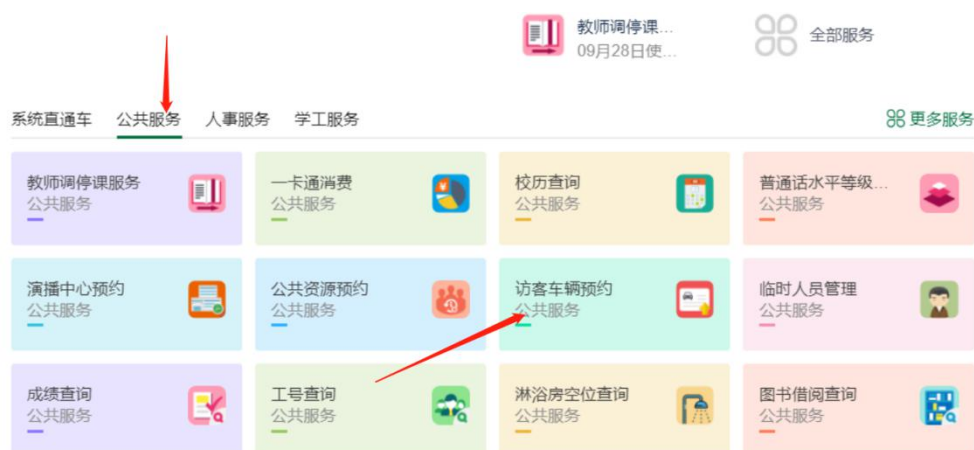 教师调停课...
09月28日使...
全部服务
系统直通车 公共服务 人事服务 学工服务 更多服务
教师调停课服务 一卡通消费 校历查询 普通话水平等级...
公共服务 公共服务 公共服务 公共服务
演播中心预约 公共资源预约 访客车辆预约 临时人员管理
公共服务 公共服务 公共服务 公共服务
成绩查询 工号查询 淋浴房空位查询 图书借阅查询
公共服务 公共服务 公共服务 公共服务